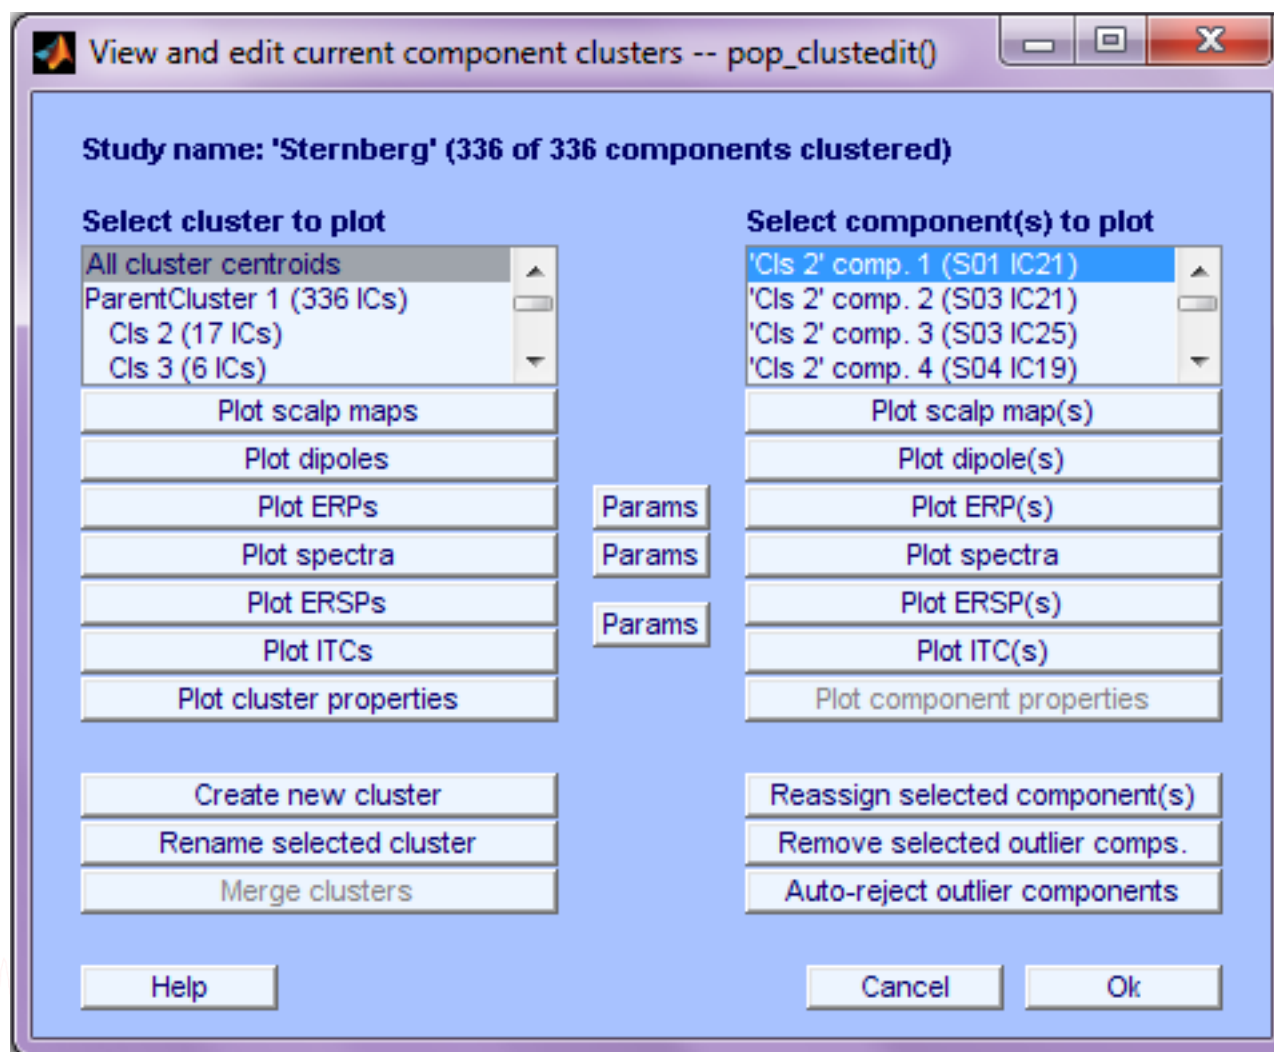 View and edit current component clusters -- pop_clustedit()
Study name: 'Sternberg' (336 of 336 components clustered)
Select cluster to plot
All cluster centroids
ParentCluster 1 (336 ICs)
Cls 2 (17 ICs)
Cls 3 (6 ICs)
Plot scalp maps
Plot dipoles
Plot ERPs
Plot spectra
Plot ERSPs
Plot ITCs
Plot cluster properties
Create new cluster
Rename selected cluster
Merge clusters
Params
Params
Params
Select component(s) to plot
'Cls 2' comp. 1 (S01 IC21)
'Cls 2' comp. 2 (S03 IC21)
'Cls 2' comp. 3 (S03 IC25)
'Cls 2' comp. 4 (S04 IC19)
Plot scalp map(s)
Plot dipole(s)
Plot ERP(s)
Plot spectra
Plot ERSP(s)
Plot ITC(s)
Plot component properties
Reassign selected component(s)
Remove selected outlier comps.
Auto-reject outlier components
Help
Cancel
Ok